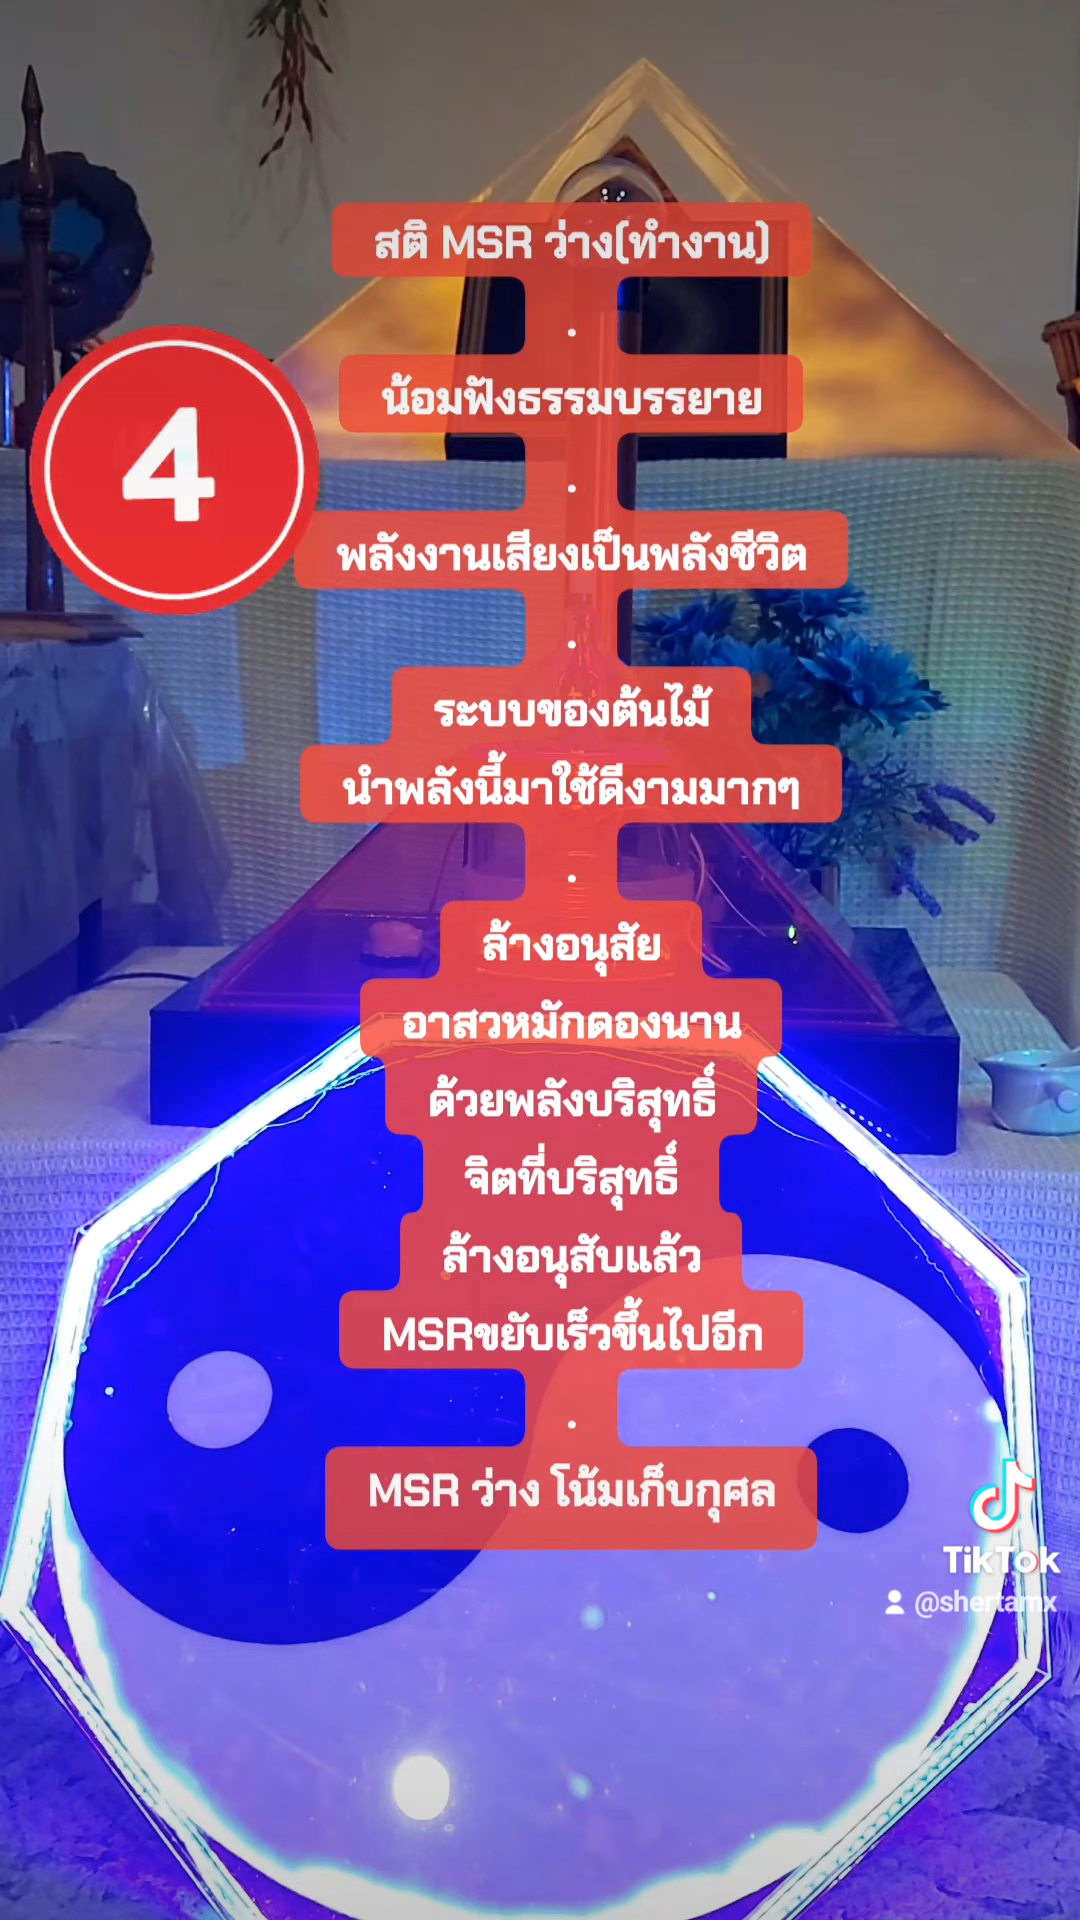 สติ MSR ว่าง(ทำงาน)
.
น้อมฟังธรรมบรรยาย
.
4
พลังงานเสียงเป็นพลังชีวิต
.
ระบบของต้นไม้
นำพลังนี้มาใช้ดีงามมากๆ
.
ล้างอนุสัย
อาสวหมักดองนาน
ด้วยพลังบริสุทธิ์
จิตที่บริสุทธิ์
ล้างอนุสับแล้ว
MSRขยับเร็วขึ้นไปอีก
.
MSR ว่าง โน้มเก็บกุศล
TikTok
@shertamx